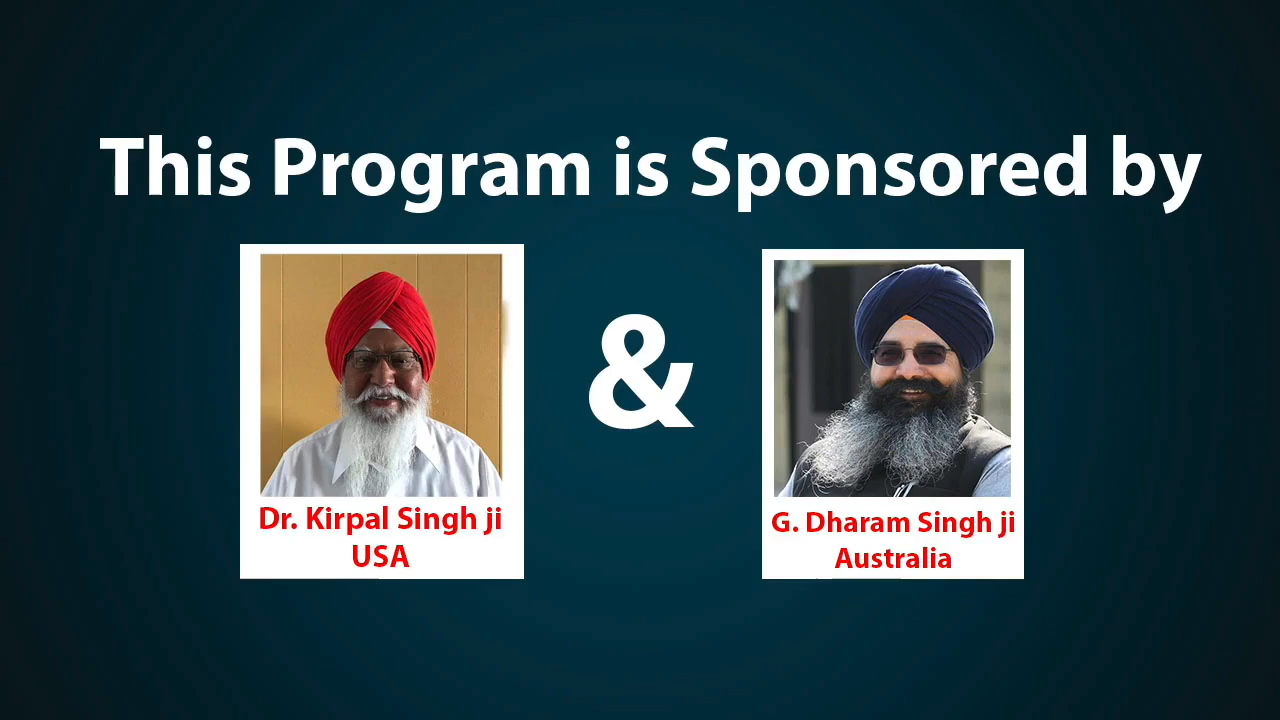 This Program is Sponsored by
&
Dr. Kirpal Singh ji
USA
G. Dharam Singh ji
Australia